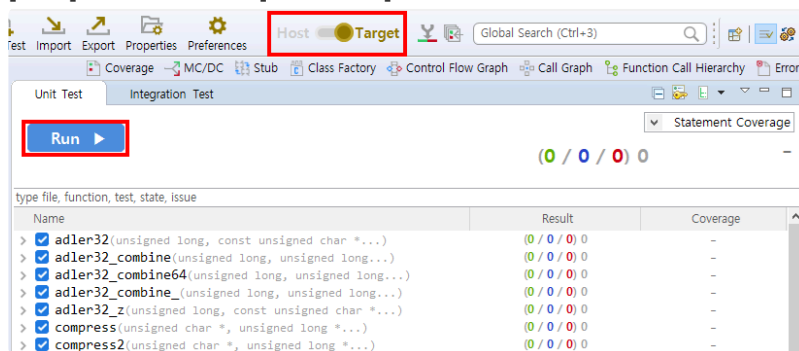 Test Import Export Properties Preferences Host Target Global Search (Ctrl+3)
Coverage MC/DC Stub Class Factory Control Flow Graph Call Graph Function Call Hierarchy Error
Unit Test Integration Test
Statement Coverage
Run
(0 / 0 / 0) 0 -
type file, function, test, state, issue
Name Result Coverage
adler32(unsigned long, const unsigned char *...) (0 / 0 / 0) 0 -
adler32_combine(unsigned long, unsigned long...) (0 / 0 / 0) 0 -
adler32_combine64(unsigned long, unsigned long...) (0 / 0 / 0) 0 -
adler32_combine_(unsigned long, unsigned long...) (0 / 0 / 0) 0 -
adler32_z(unsigned long, const unsigned char *...) (0 / 0 / 0) 0 -
compress(unsigned char *, unsigned long *...) (0 / 0 / 0) 0 -
compress2(unsigned char *, unsigned long *...) (0 / 0 / 0) 0 -